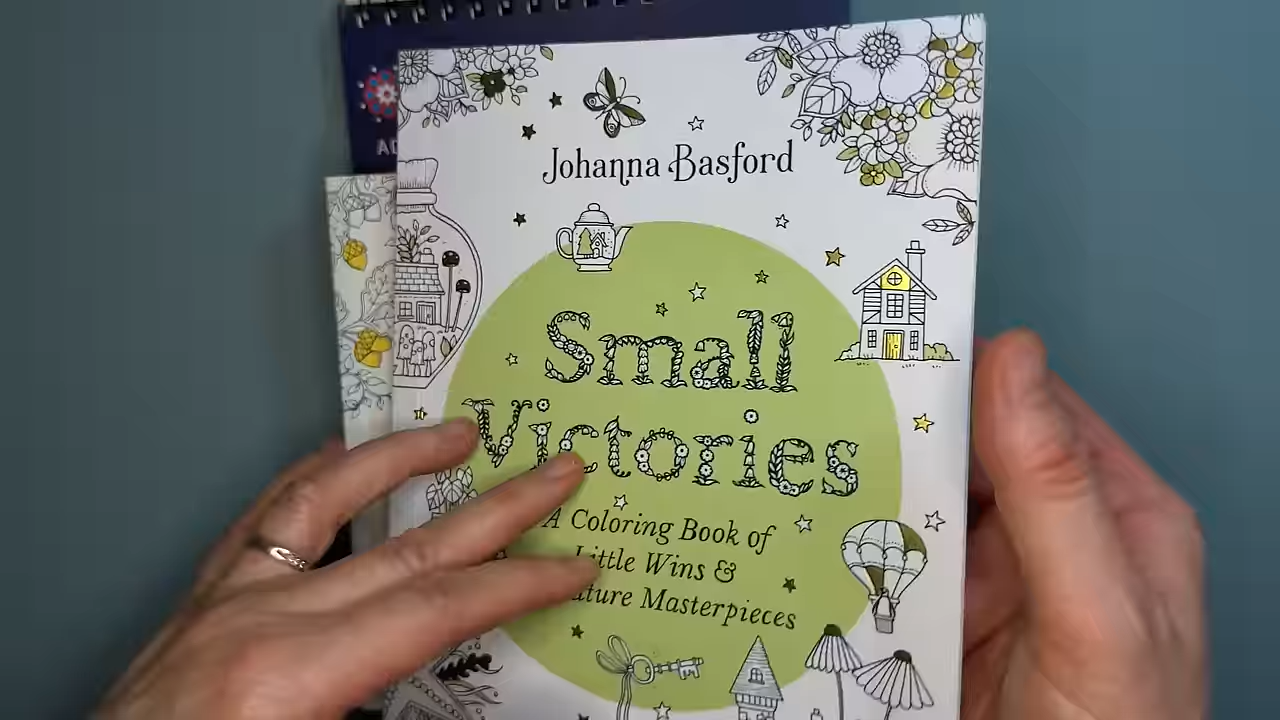 Johanna Basford
Small
Victories
A Coloring Book of
Little Wins &
Masterpieces